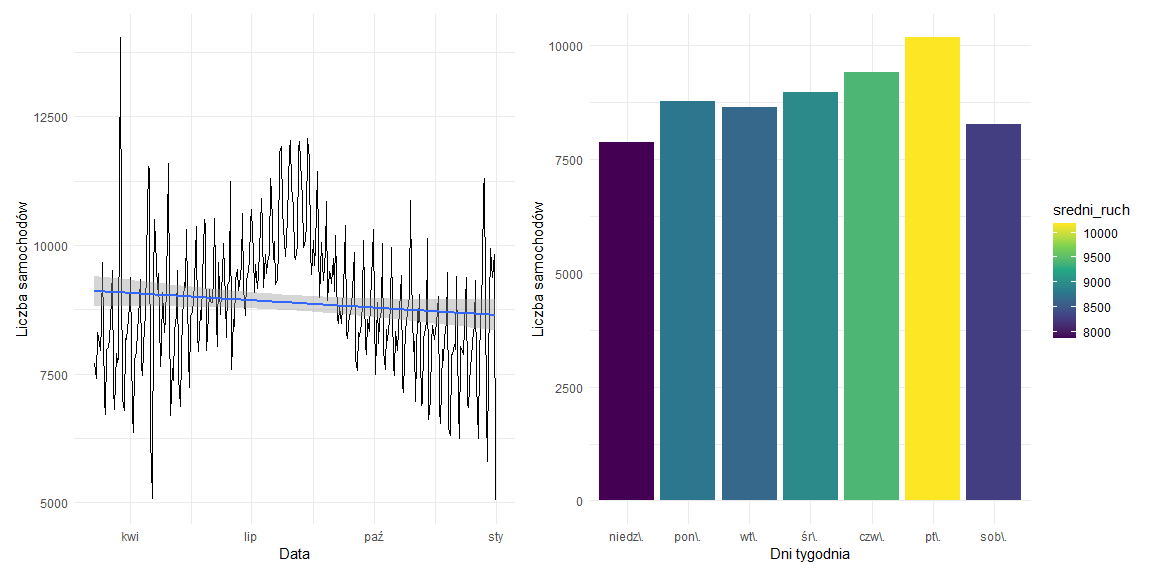 Liczba samochodów
12500
10000
7500
5000
kwi
lip
paź
sty
Data
Liczba samochodów
10000
7500
5000
2500
0
niedz\.
pon\.
wt\.
śr\.
czw\.
pt\.
sob\.
Dni tygodnia
sredni_ruch
10000
9500
9000
8500
8000